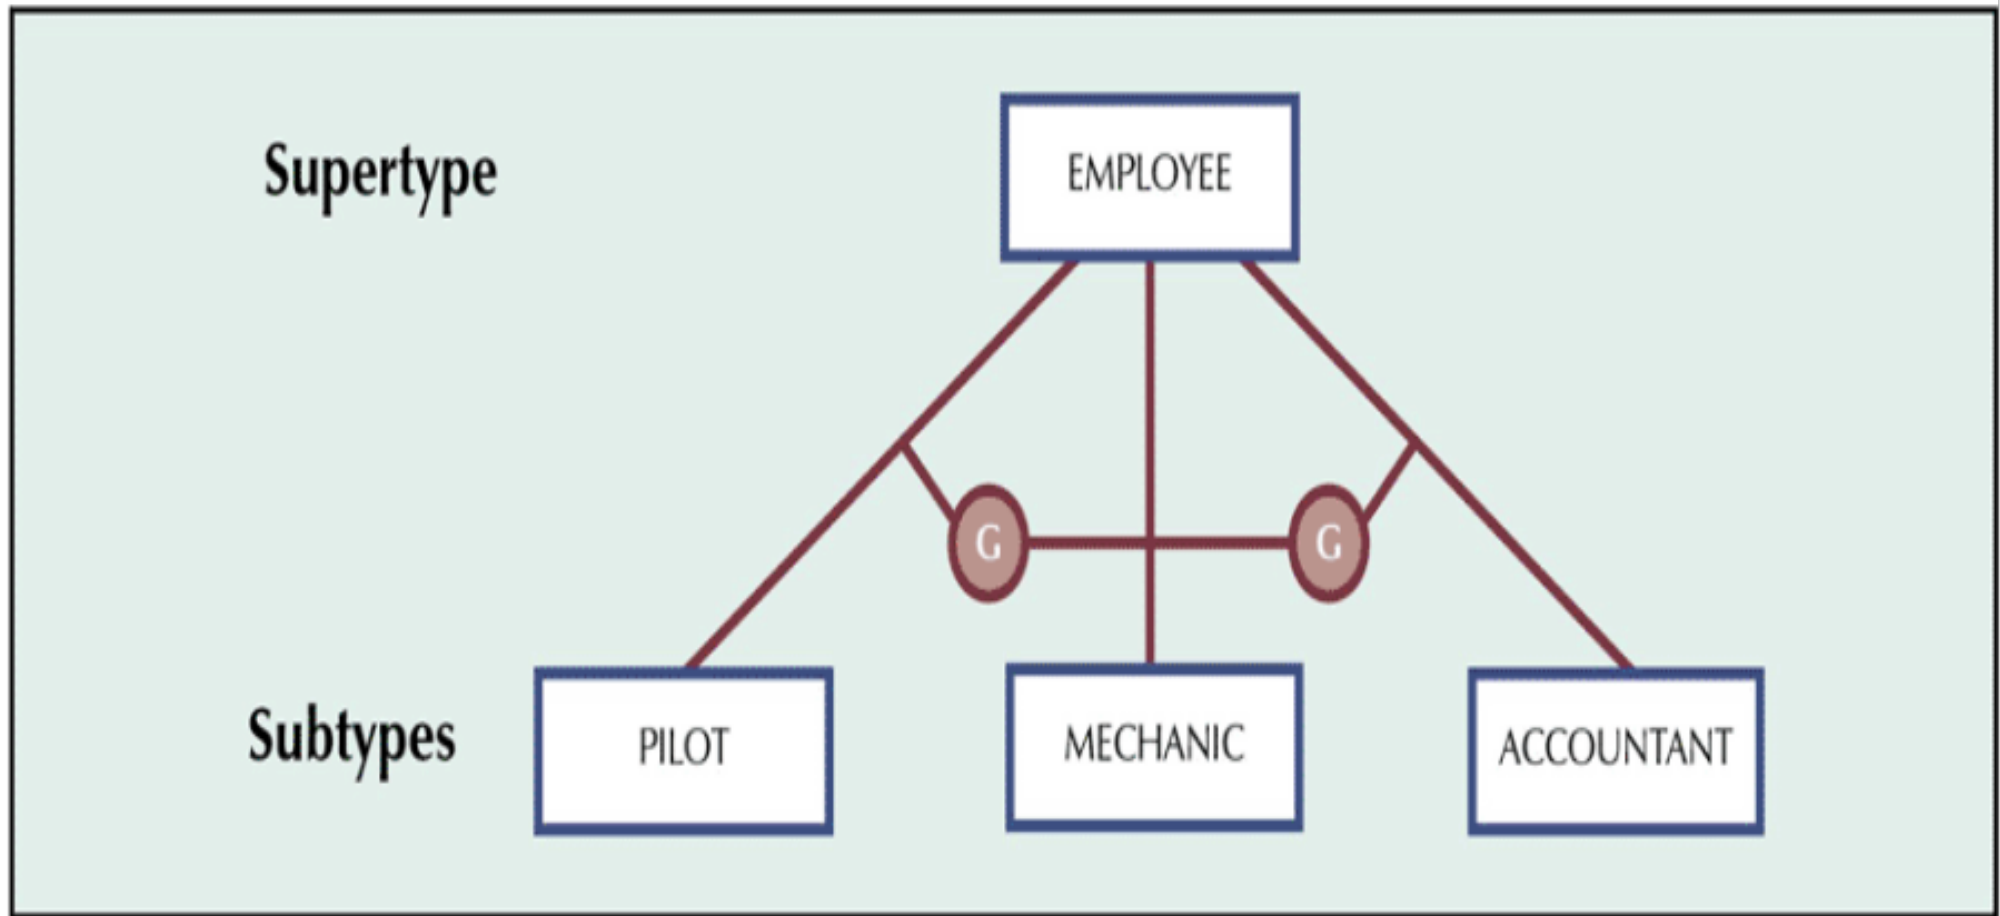 Supertype
EMPLOYEE
G
G
Subtypes
PILOT
MECHANIC
ACCOUNTANT